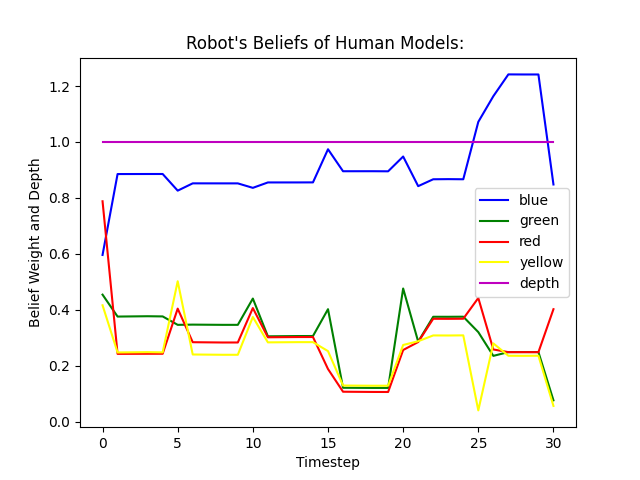 Robot's Beliefs of Human Models:
Belief Weight and Depth
1.2
1.0
0.8
0.6
0.4
0.2
0.0
blue
green
red
yellow
depth
0 5 10 15 20 25 30
Timestep